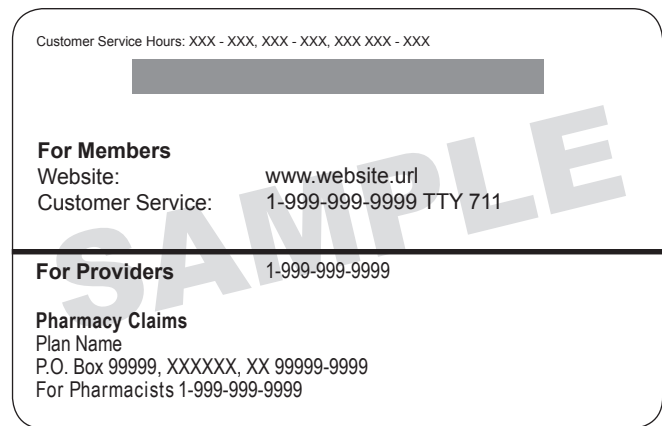 Customer Service Hours: XXX - XXX, XXX - XXX, XXX XXX - XXX
For Members
Website: www.website.url
Customer Service: 1-999-999-9999 TTY 711
SAMPLE
For Providers 1-999-999-9999
Pharmacy Claims
Plan Name
P.O. Box 99999, XXXXXX, XX 99999-9999
For Pharmacists 1-999-999-9999